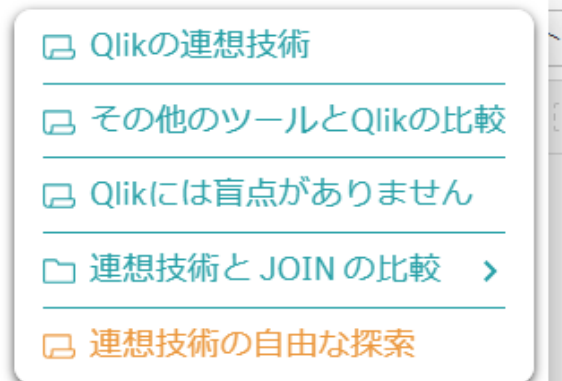 Qlikの連想技術
その他のツールとQlikの比較
Qlikには盲点がありません
連想技術と JOIN の比較
連想技術の自由な探索